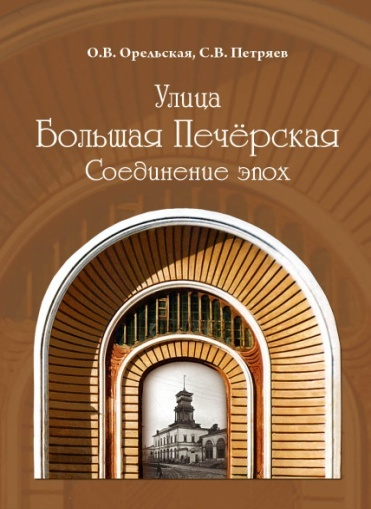 О.В. Орельская, С.В. Петряев
Улица
Большая Печёрская
Соединение эпох